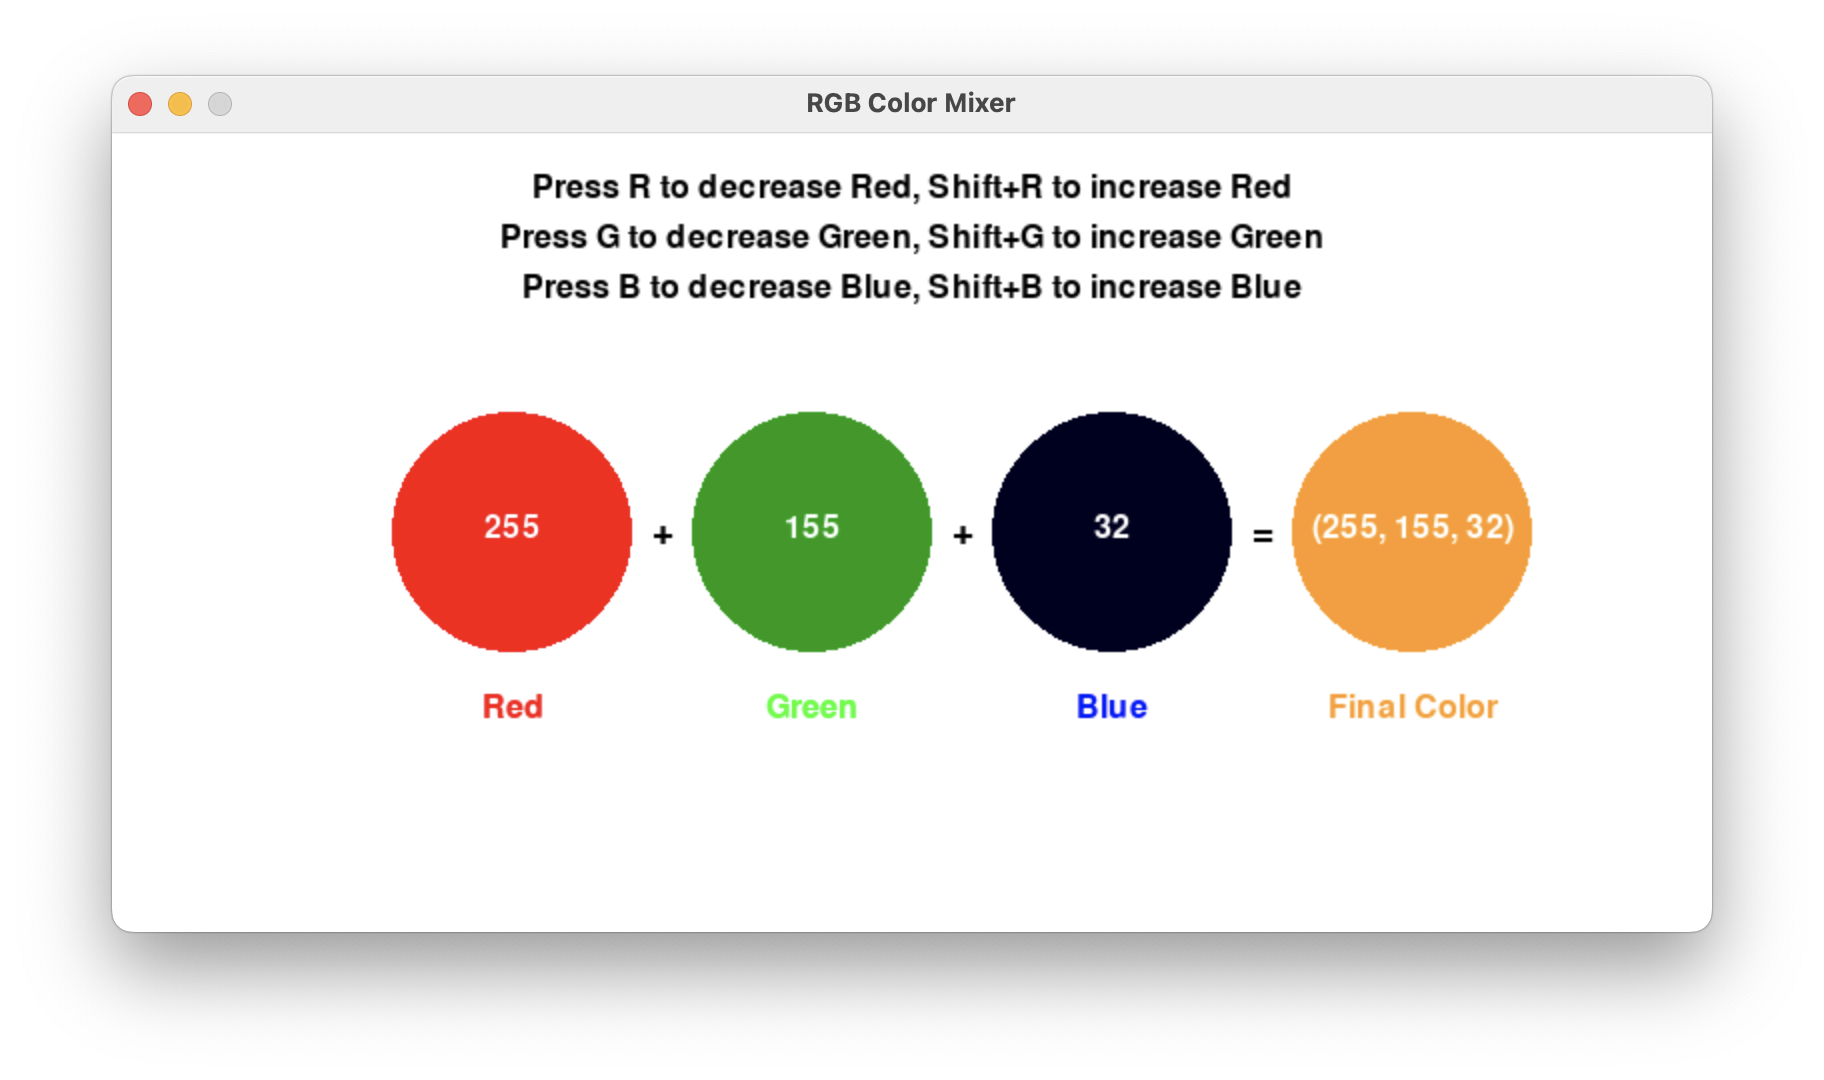 RGB Color Mixer
Press R to decrease Red, Shift+R to increase Red
Press G to decrease Green, Shift+G to increase Green
Press B to decrease Blue, Shift+B to increase Blue
255 + 155 + 32 = (255, 155, 32)
Red Green Blue Final Color